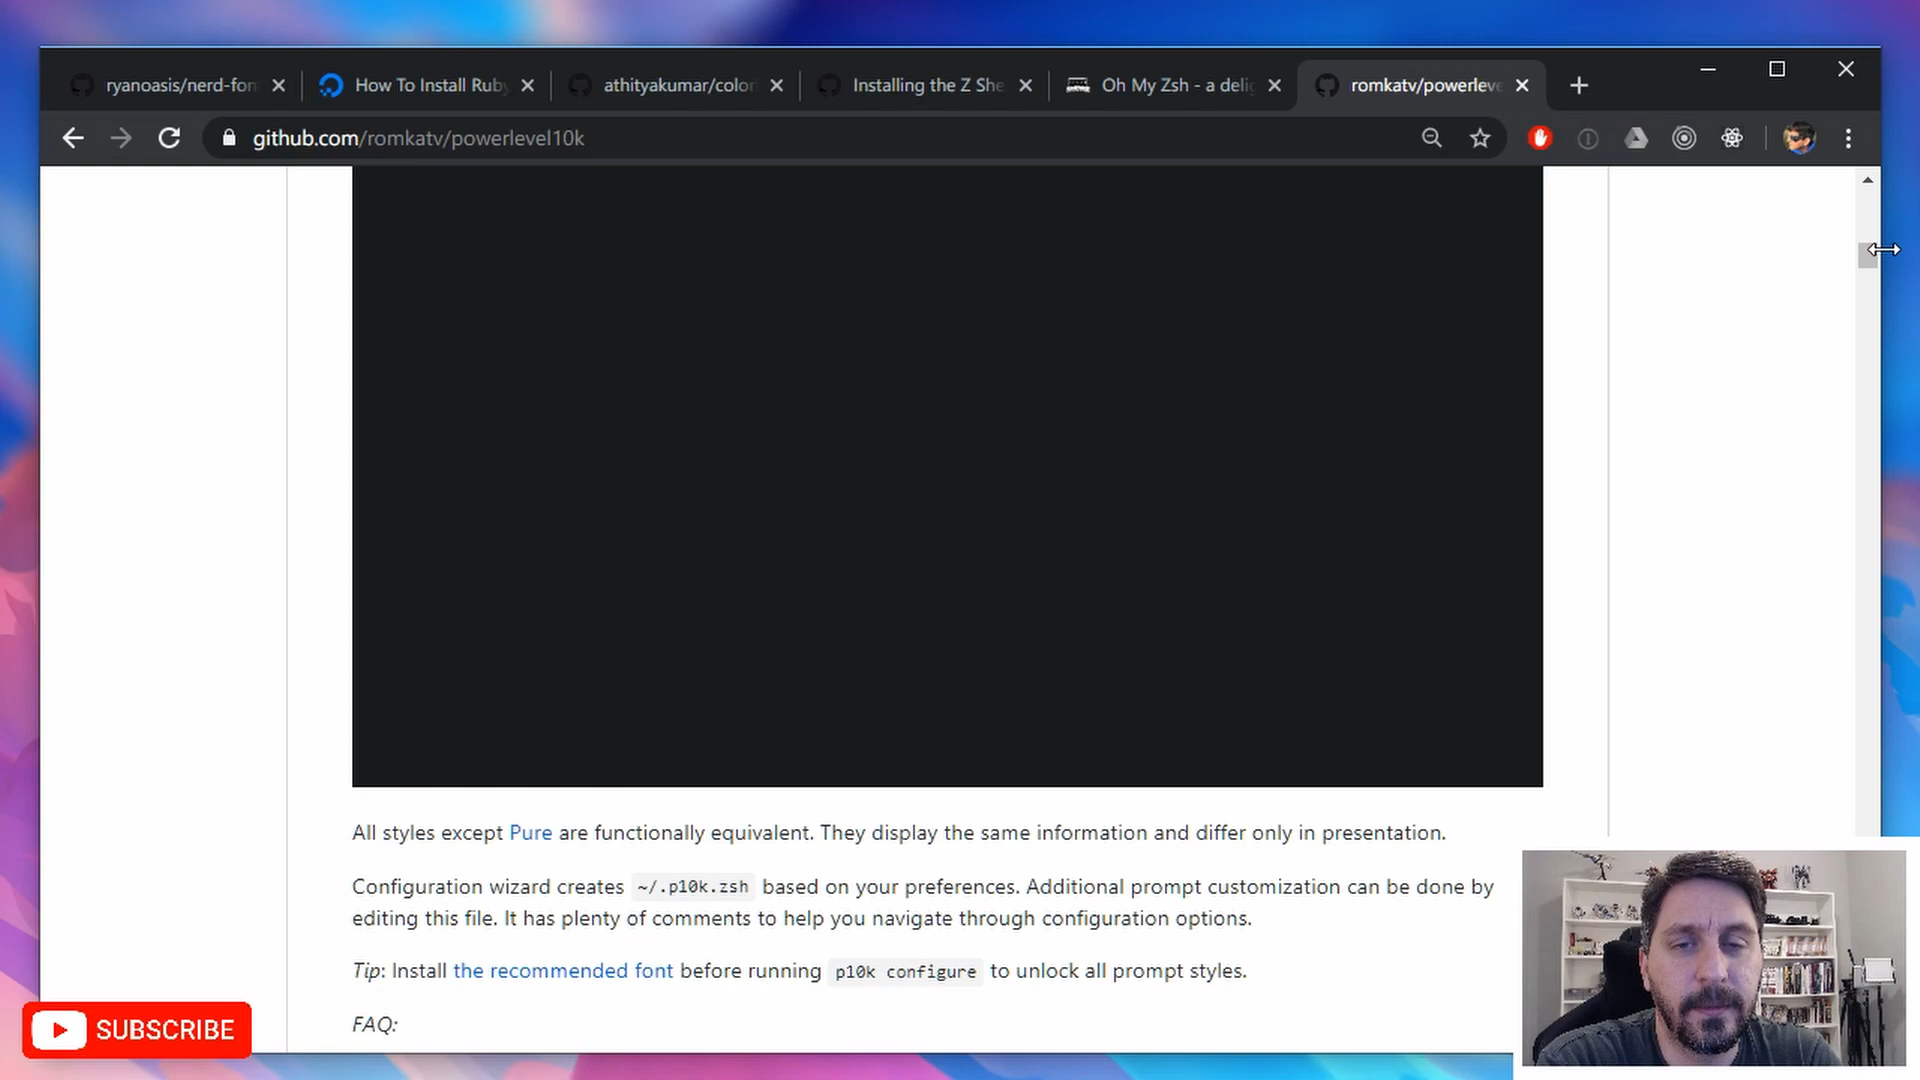 ryanoasis/nerd-fon
How To Install Ruby
athityakumar/color
Installing the Z She
Oh My Zsh - a delig
romkatv/powerleve
github.com/romkatv/powerlevel10k
All styles except Pure are functionally equivalent. They display the same information and differ only in presentation.
Configuration wizard creates ~/.p10k.zsh based on your preferences. Additional prompt customization can be done by
editing this file. It has plenty of comments to help you navigate through configuration options.
Tip: Install the recommended font before running p10k configure to unlock all prompt styles.
FAQ:
SUBSCRIBE